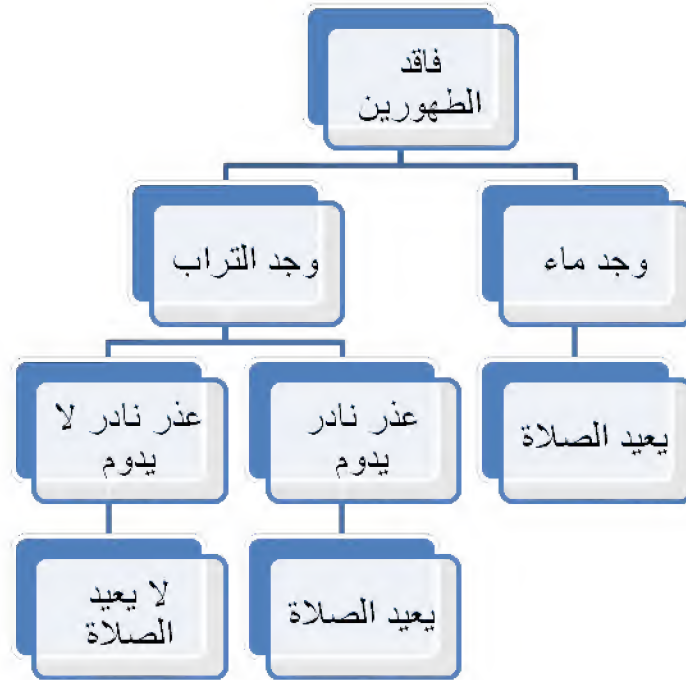 فاقد
الطهورين
وجد ماء
وجد التراب
يعيد الصلاة
عذر نادر
يدوم
عذر نادر لا
يدوم
يعيد الصلاة
لا يعيد
الصلاة